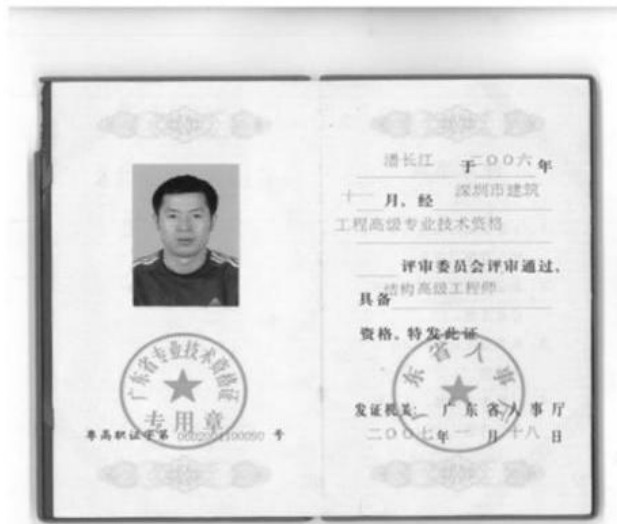 潘长江 于二〇〇六年
十一月、经 深圳市建筑
工程高级专业技术资格
评审委员会评审通过、
具备结构高级工程师
资格、特发此证
广东省人事厅
发证机关：广东省人事厅
二〇〇七年一月十八日
广东省专业技术资格证
专用章
粤高职证字第 号